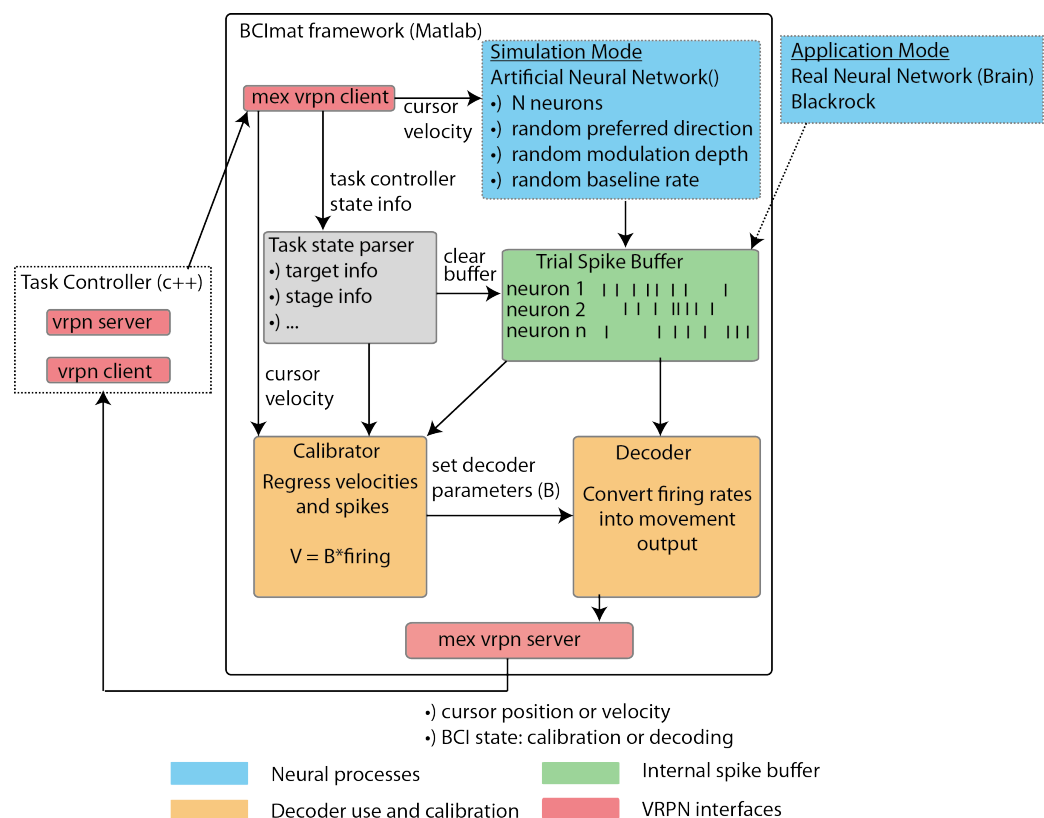 BCImat framework (Matlab)
mex vrpn client
cursor
velocity
Simulation Mode
Artificial Neural Network()
•) N neurons
•) random preferred direction
•) random modulation depth
•) random baseline rate
Application Mode
Real Neural Network (Brain)
Blackrock
task controller
state info
Task state parser
•) target info
•) stage info
•) ...
clear
buffer
Trial Spike Buffer
neuron 1
neuron 2
neuron n
Task Controller (c++)
vrpn server
vrpn client
cursor
velocity
Calibrator
Regress velocities
and spikes
V = B*firing
set decoder
parameters (B)
Decoder
Convert firing rates
into movement
output
mex vrpn server
•) cursor position or velocity
•) BCI state: calibration or decoding
Neural processes
Internal spike buffer
Decoder use and calibration
VRPN interfaces